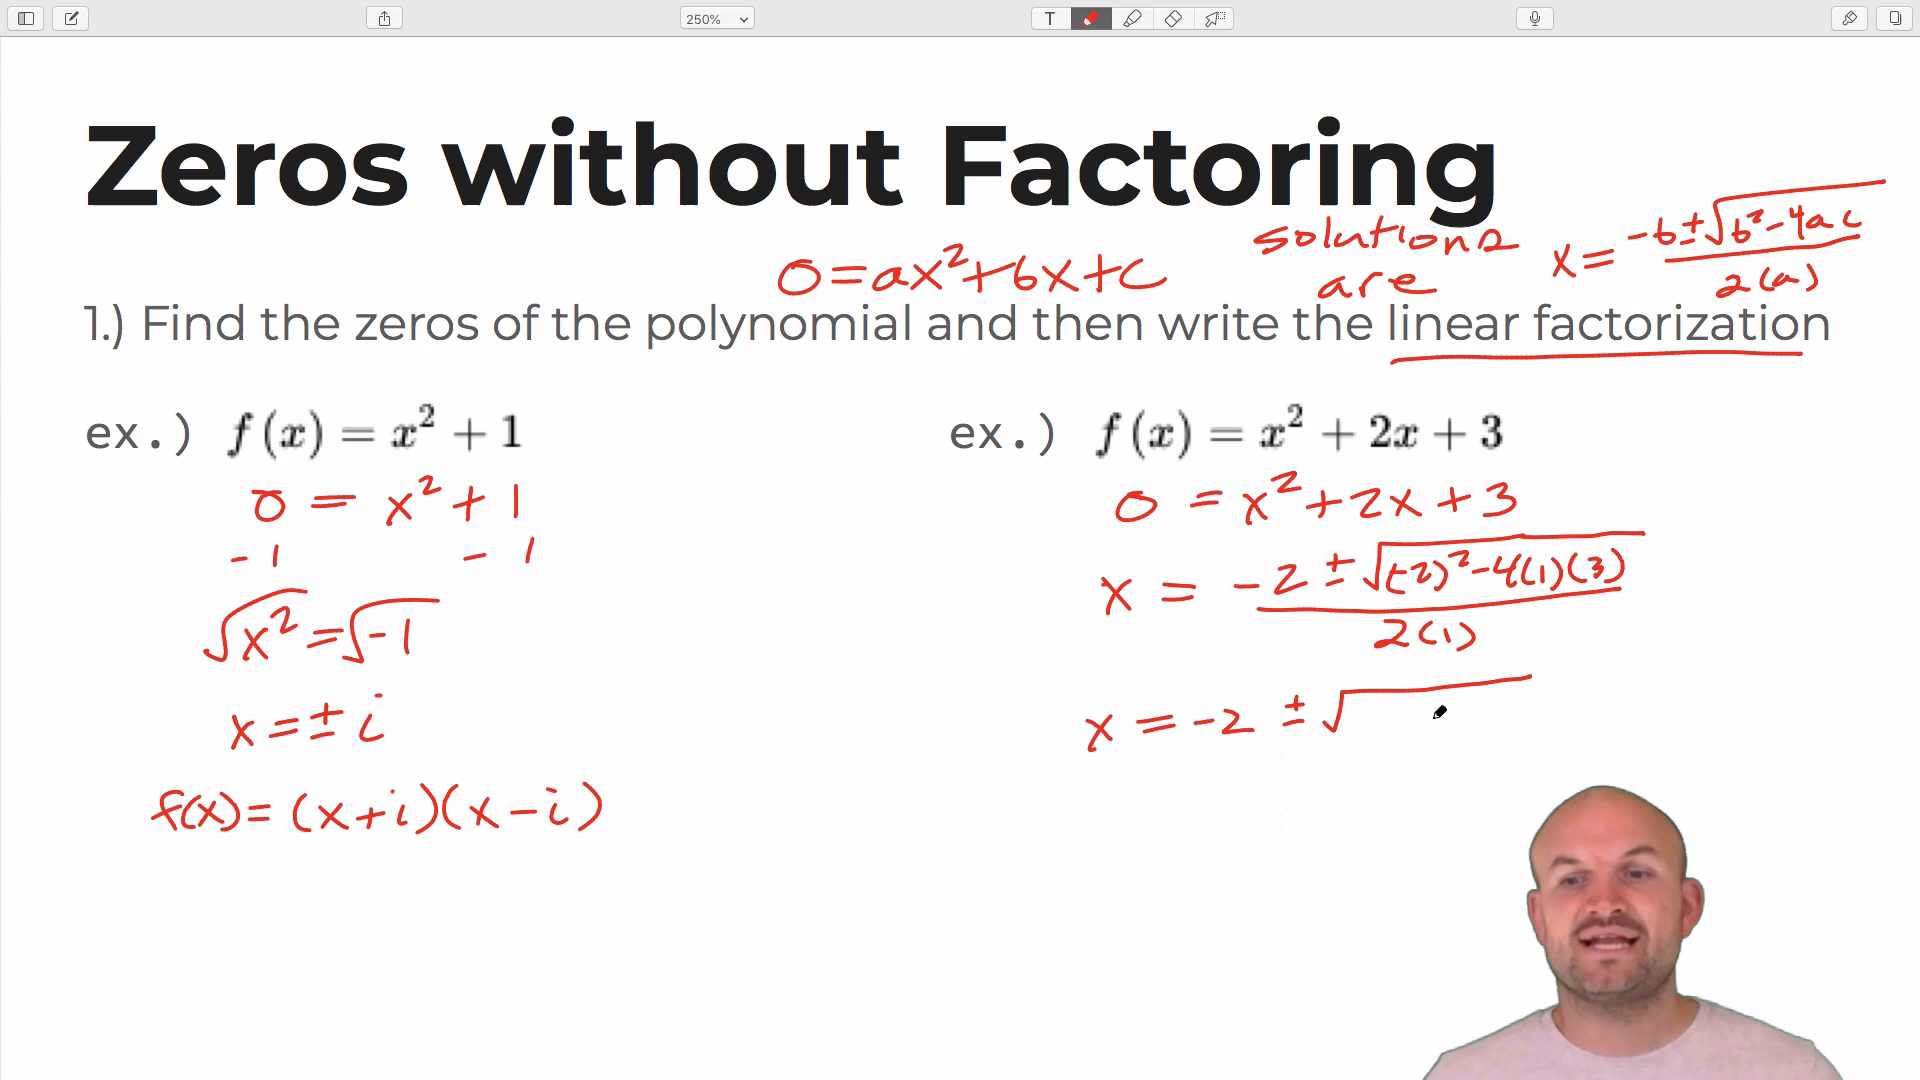 250%
T
Zeros without Factoring
0 = ax² + bx + c
solutions are
x = -b ± √b² - 4ac / 2(a)
1.) Find the zeros of the polynomial and then write the linear factorization
ex.) f(x) = x² + 1
0 = x² + 1
- 1 - 1
√x² = √-1
x = ± i
f(x) = (x + i)(x - i)
ex.) f(x) = x² + 2x + 3
0 = x² + 2x + 3
x = -2 ± √(-2)² - 4(1)(3) / 2(1)
x = -2 ± √